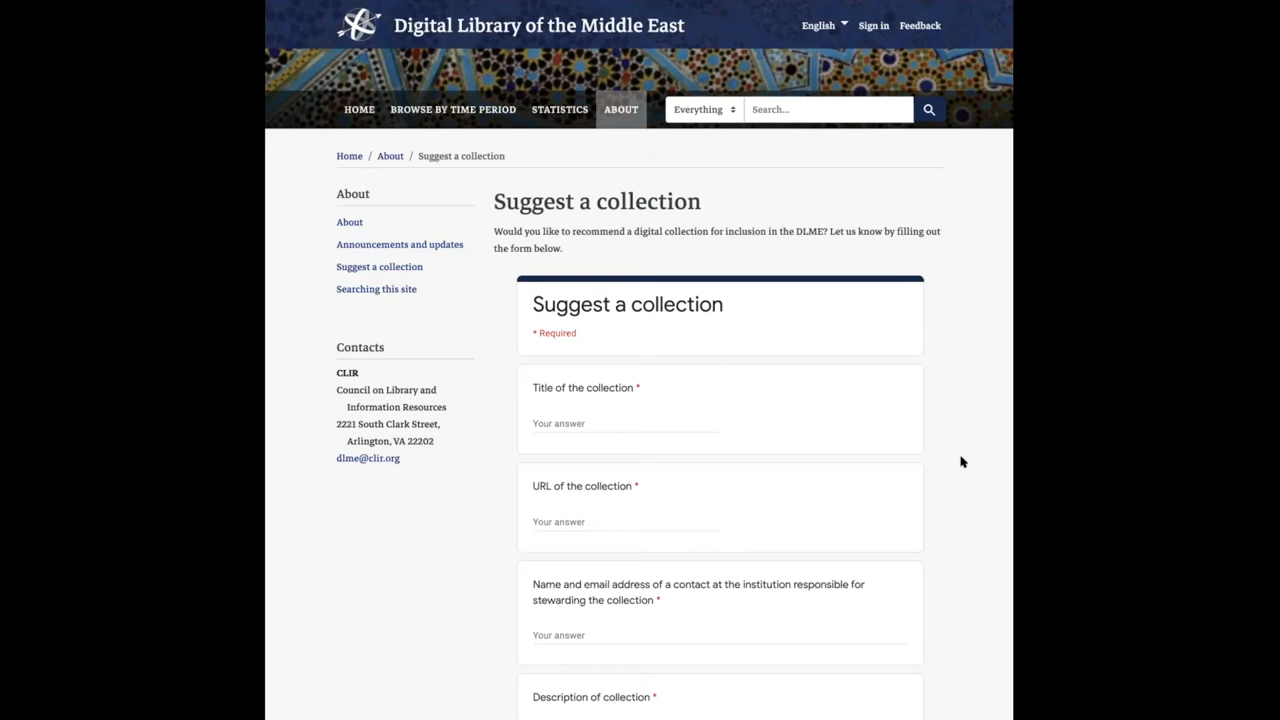 Digital Library of the Middle East
English Sign in Feedback
HOME BROWSE BY TIME PERIOD STATISTICS ABOUT Everything Search...
Home / About / Suggest a collection
About
About
Announcements and updates
Suggest a collection
Searching this site
Contacts
CLIR
Council on Library and
Information Resources
2221 South Clark Street,
Arlington, VA 22202
dlme@clir.org
Suggest a collection
Would you like to recommend a digital collection for inclusion in the DLME? Let us know by filling out
the form below.
Suggest a collection
* Required
Title of the collection *
Your answer
URL of the collection *
Your answer
Name and email address of a contact at the institution responsible for
stewarding the collection *
Your answer
Description of collection *